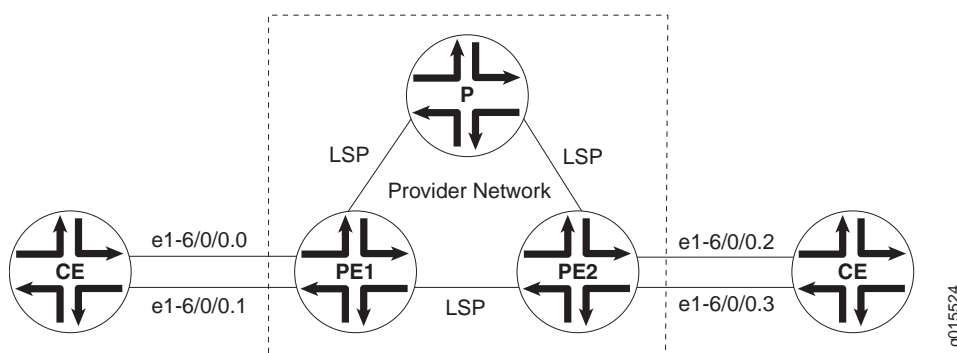 P
LSP
LSP
Provider Network
e1-6/0/0.0
e1-6/0/0.2
CE
PE1
PE2
CE
e1-6/0/0.1
LSP
e1-6/0/0.3
g015524